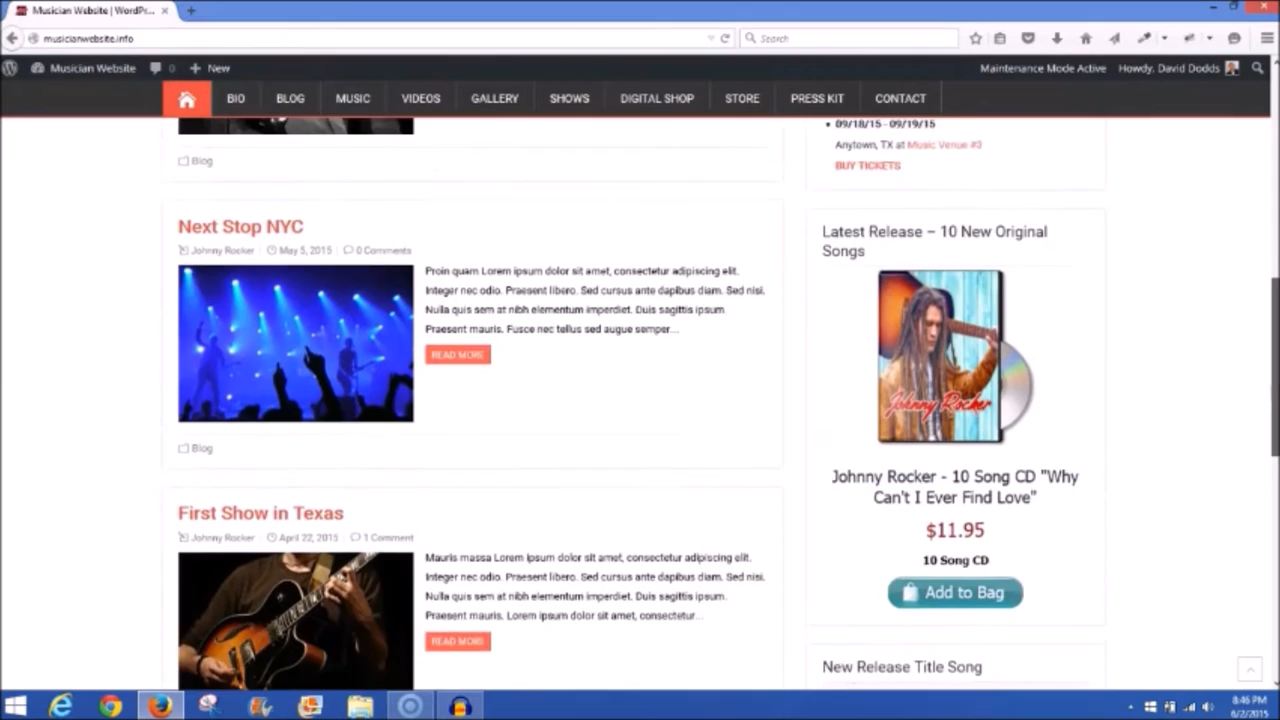 Musician Website | WordPr...
musicianwebsite.info
Search
Musician Website 0 New
Maintenance Mode Active Howdy, David Dodds
BIO BLOG MUSIC VIDEOS GALLERY SHOWS DIGITAL SHOP STORE PRESS KIT CONTACT
Blog
Next Stop NYC
Johnny Rocker May 5, 2015 0 Comments
Proin quam Lorem ipsum dolor sit amet, consectetur adipiscing elit.
Integer nec odio. Praesent libero. Sed cursus ante dapibus diam. Sed nisi.
Nulla quis sem at nibh elementum imperdiet. Duis sagittis ipsum
Praesent mauris. Fusce nec tellus sed augue semper...
READ MORE
Blog
First Show in Texas
Johnny Rocker April 22, 2015 1 Comment
Mauris massa Lorem ipsum dolor sit amet, consectetur adipiscing elit.
Integer nec odio. Praesent libero. Sed cursus ante dapibus diam. Sed nisi.
Nulla quis sem at nibh elementum imperdiet. Duis sagittis ipsum.
Praesent mauris. Lorem ipsum dolor sit amet, consectetur...
READ MORE
• 09/18/15 - 09/19/15
Anytown, TX at Music Venue #3
BUY TICKETS
Latest Release – 10 New Original
Songs
Johnny Rocker
Johnny Rocker - 10 Song CD "Why
Can't I Ever Find Love"
$11.95
10 Song CD
Add to Bag
New Release Title Song
8:46 PM
6/2/2015